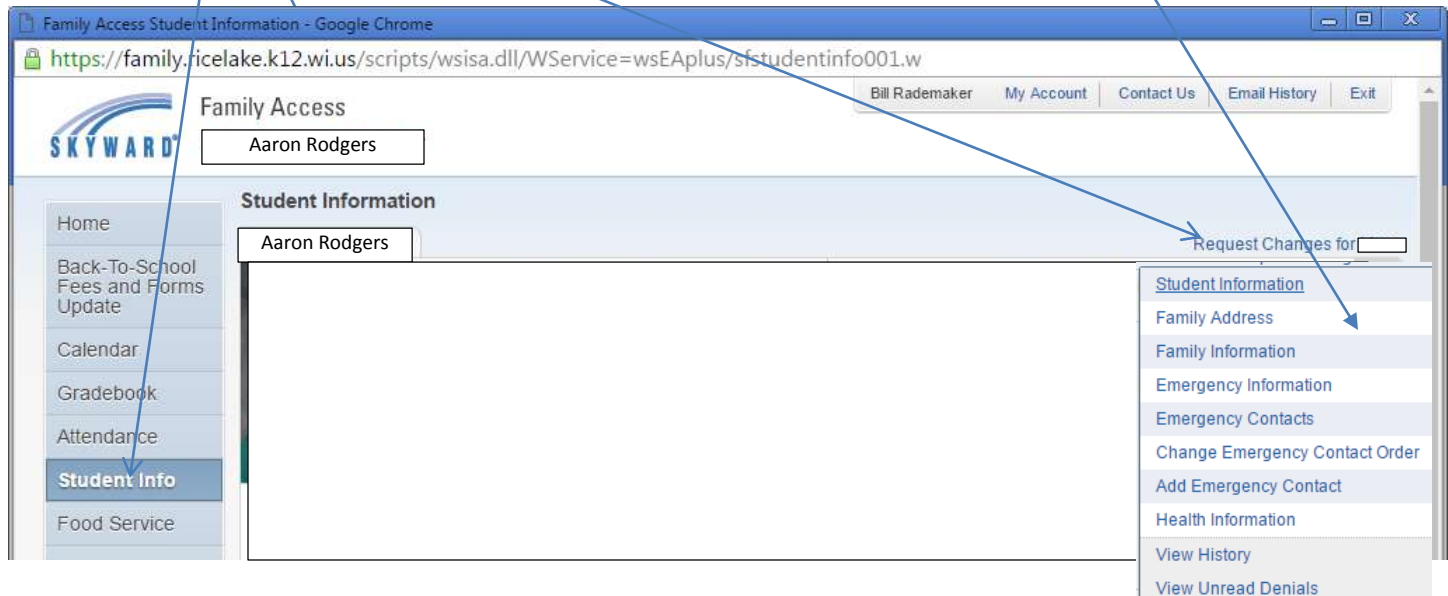 Family Access Student Information - Google Chrome
https://family.ricelake.k12.wi.us/scripts/wsisa.dll/WService=wsEAplus/sfstudentinfo001.w
Bill Rademaker My Account Contact Us Email History Exit
SKYWARD
Family Access
Aaron Rodgers
Home
Back-To-School
Fees and Forms
Update
Calendar
Gradebook
Attendance
Student Info
Food Service
Student Information
Aaron Rodgers
Request Changes for
Student Information
Family Address
Family Information
Emergency Information
Emergency Contacts
Change Emergency Contact Order
Add Emergency Contact
Health Information
View History
View Unread Denials